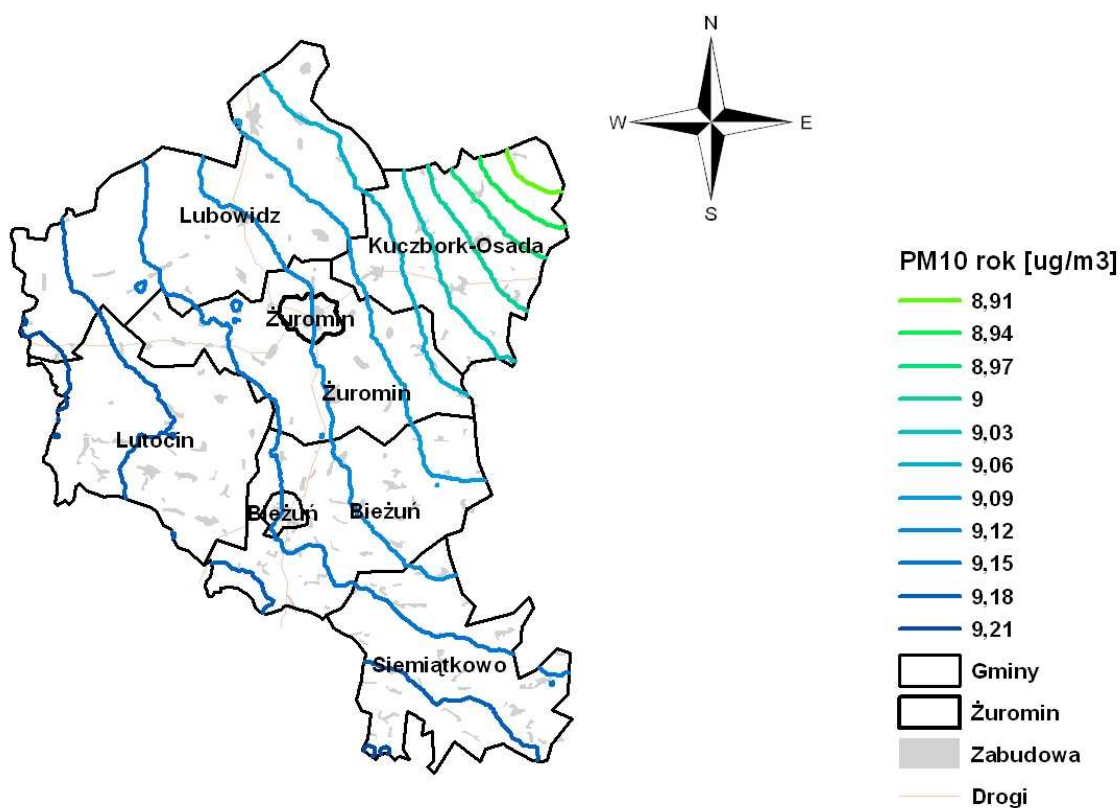 N
W
E
S
Lubowidz
Kuczbork-Osada
Żuromin
Żuromin
Lutocin
Bieżuń
Bieżuń
Siemiątkowo
PM10 rok [ug/m3]
8,91
8,94
8,97
9
9,03
9,06
9,09
9,12
9,15
9,18
9,21
Gminy
Żuromin
Zabudowa
Drogi